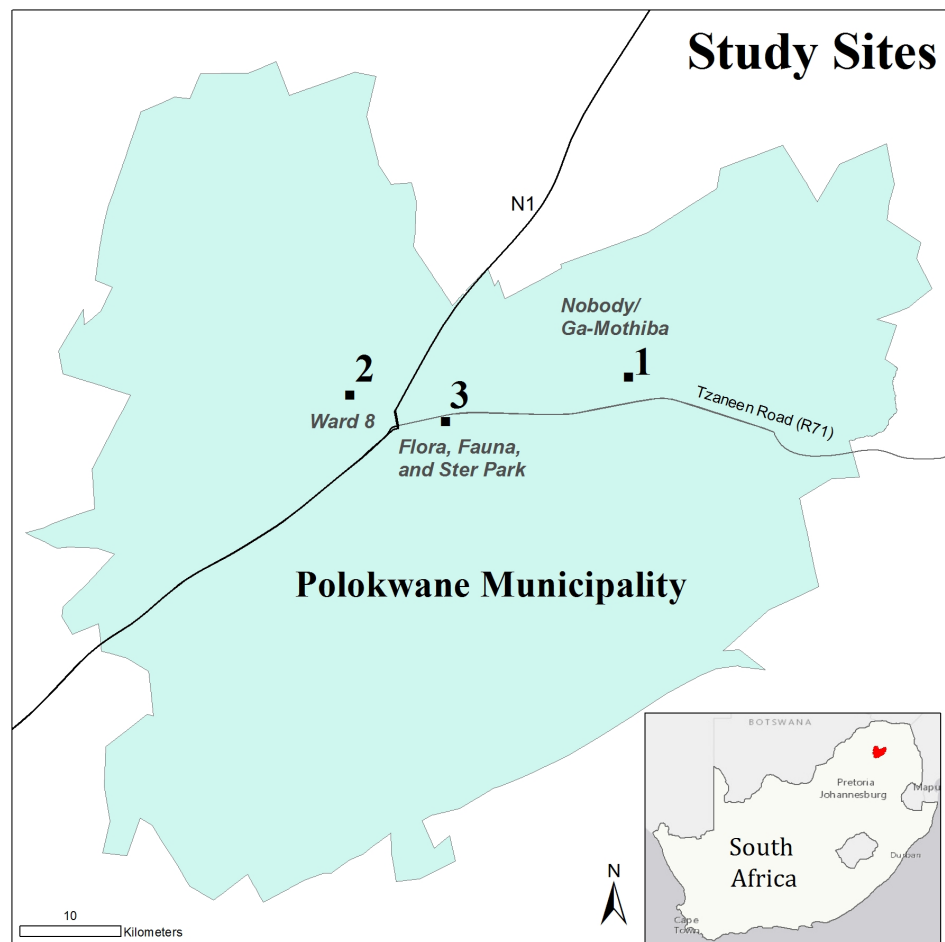 Study Sites
N1
Nobody/
Ga-Mothiba
1
2
Ward 8
3
Flora, Fauna,
and Ster Park
Tzaneen Road (R71)
Polokwane Municipality
BOTSWANA
Pretoria
Johannesburg
Mapu
South
Africa
Durban
Cape
Town
N
10
Kilometers